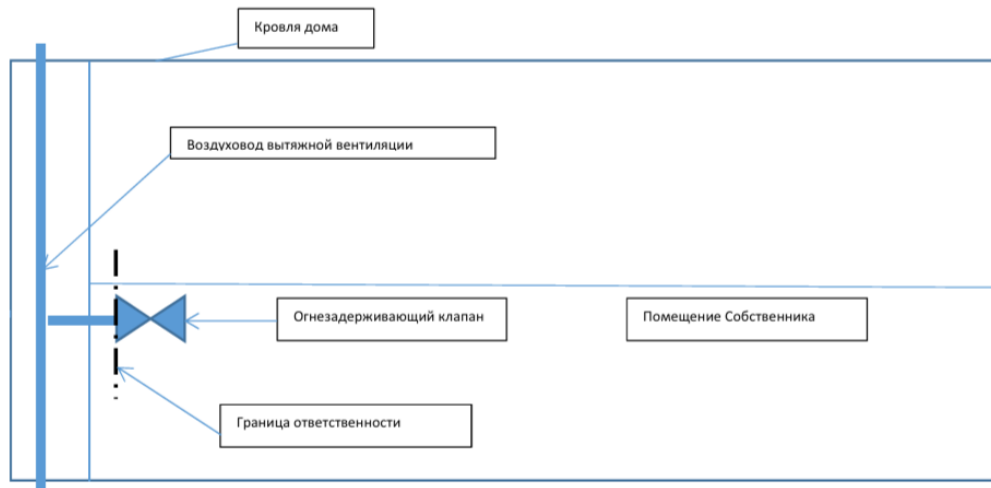 Кровля дома
Воздуховод вытяжной вентиляции
Огнезадерживающий клапан
Помещение Собственника
Граница ответственности